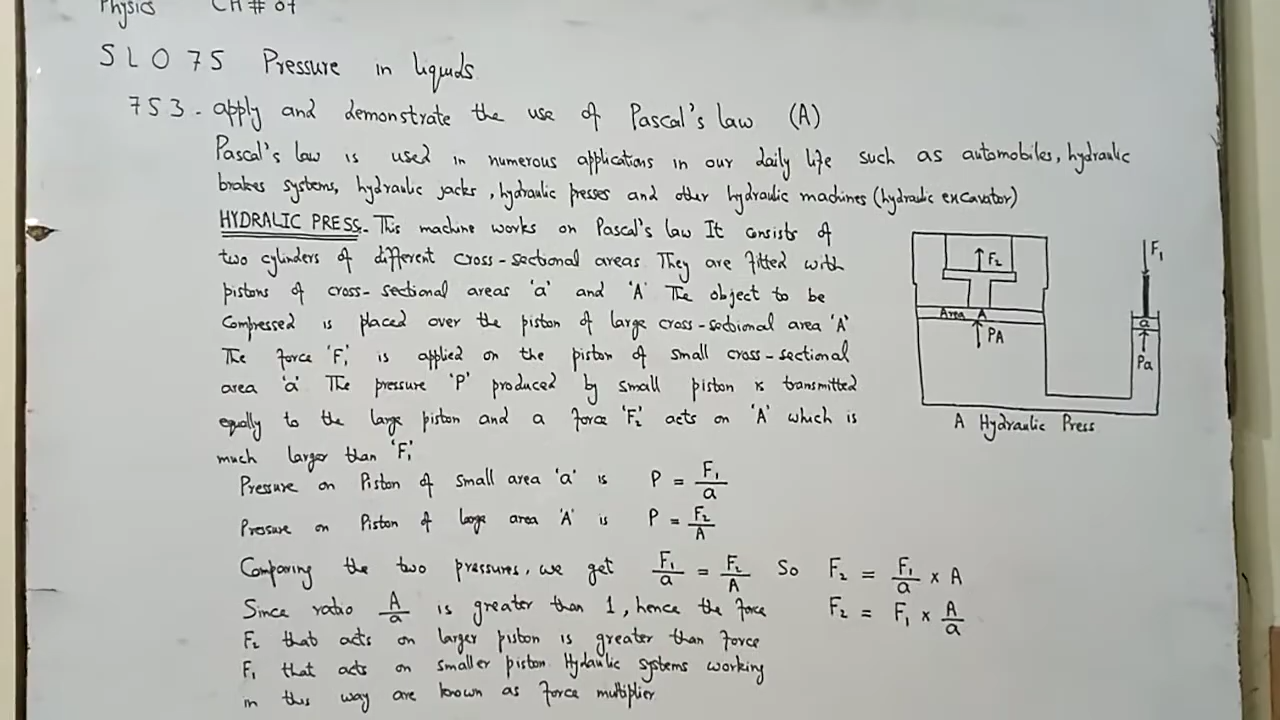 Physics CH # 07
SLO 75 Pressure in liquids
753 - apply and demonstrate the use of Pascal's law (A)
Pascal's law is used in numerous applications in our daily life such as automobiles, hydraulic
brakes systems, hydraulic jacks, hydraulic presses and other hydraulic machines (hydraulic excavator)
HYDRALIC PRESS - This machine works on Pascal's law It consists of
two cylinders of different cross-sectional areas They are fitted with
pistons of cross-sectional areas 'a' and 'A' The object to be
Compressed is placed over the piston of large cross-sectional area 'A'
The force 'F₁' is applied on the piston of small cross-sectional
area 'a' The pressure 'P' produced by small piston is transmitted
equally to the large piston and a force 'F₂' acts on 'A' which is
much larger than 'F₁'
Pressure on Piston of small area 'a' is P = F₁/a
Pressure on Piston of large area 'A' is P = F₂/A
Comparing the two pressures, we get F₁/a = F₂/A So F₂ = F₁/a × A
Since ratio A/a is greater than 1, hence the force F₂ = F₁ × A/a
F₂ that acts on larger piston is greater than force
F₁ that acts on smaller piston Hydaulic systems working
in this way are known as force multiplier
F₂
F₁
Area A
a
PA
Pa
A Hydraulic Press